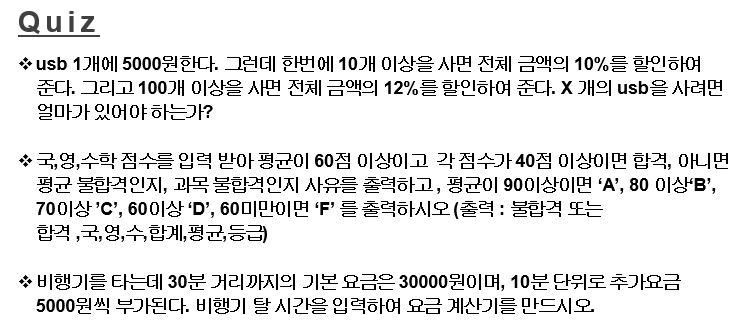 Quiz
❖ usb 1개에 5000원한다. 그런데 한번에 10개 이상을 사면 전체 금액의 10%를 할인하여
준다. 그리고 100개 이상을 사면 전체 금액의 12%를 할인하여 준다. X 개의 usb을 사려면
얼마가 있어야 하는가?
❖ 국,영,수학 점수를 입력 받아 평균이 60점 이상이고 각 점수가 40점 이상이면 합격, 아니면
평균 불합격인지, 과목 불합격인지 사유를 출력하고 , 평균이 90이상이면 ‘A’, 80 이상‘B’,
70이상 ’C’, 60이상 ‘D’, 60미만이면 ‘F’ 를 출력하시오 (출력 : 불합격 또는
합격 ,국,영,수,합계,평균,등급)
❖ 비행기를 타는데 30분 거리까지의 기본 요금은 30000원이며, 10분 단위로 추가요금
5000원씩 부가된다. 비행기 탈 시간을 입력하여 요금 계산기를 만드시오.